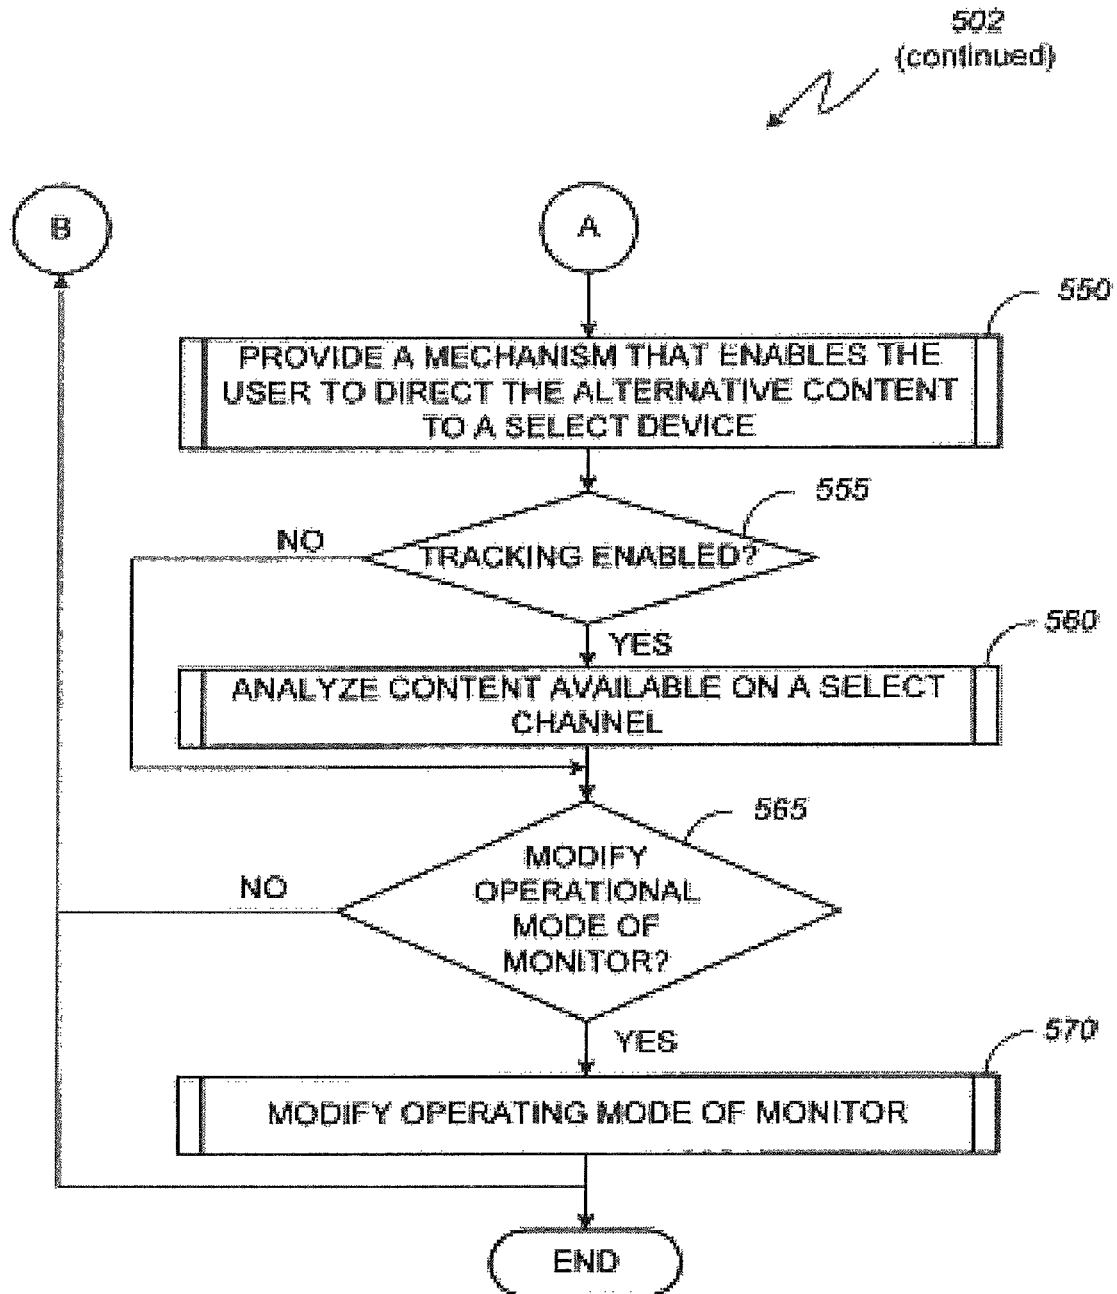 502
(continued)
B
A
550
PROVIDE A MECHANISM THAT ENABLES THE
USER TO DIRECT THE ALTERNATIVE CONTENT
TO A SELECT DEVICE
555
NO
TRACKING ENABLED?
YES
560
ANALYZE CONTENT AVAILABLE ON A SELECT
CHANNEL
565
MODIFY
OPERATIONAL
MODE OF
MONITOR?
NO
YES
570
MODIFY OPERATING MODE OF MONITOR
END